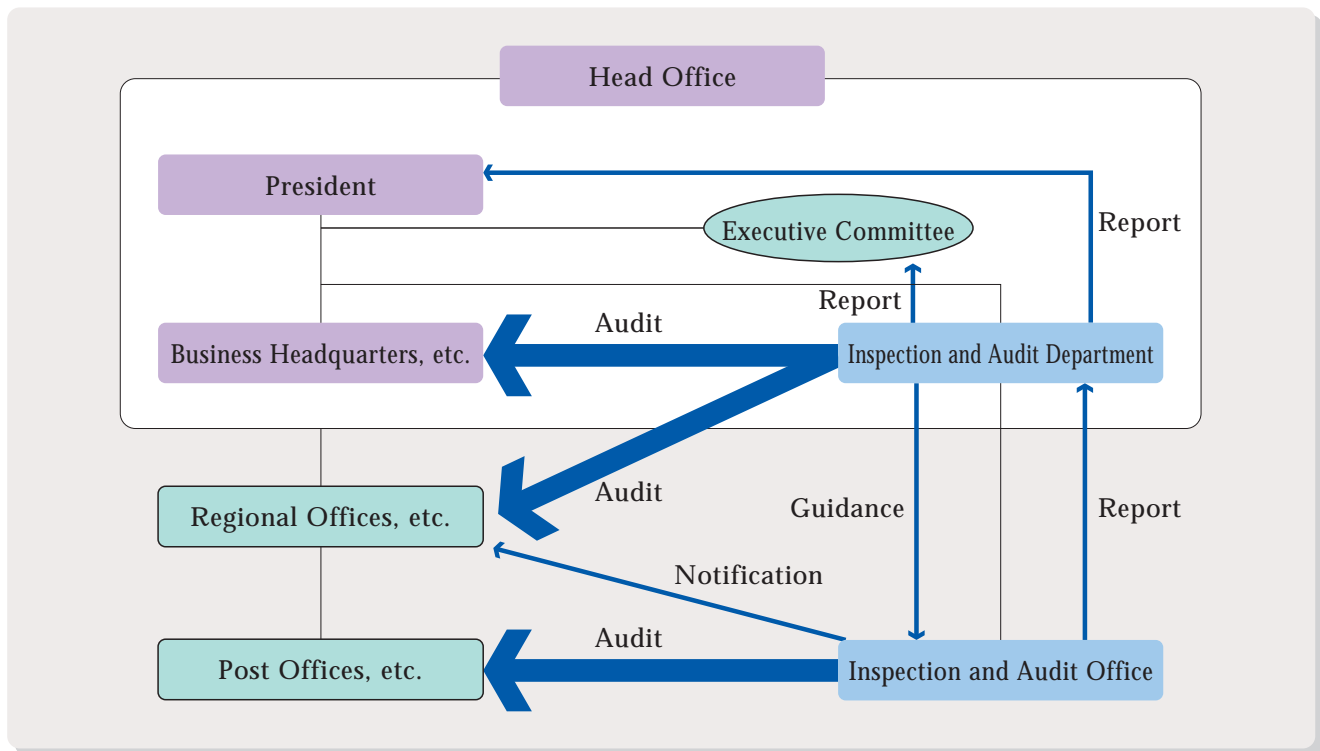 Head Office
President
Executive Committee
Report
Report
Audit
Business Headquarters, etc.
Inspection and Audit Department
Audit
Regional Offices, etc.
Guidance
Report
Notification
Audit
Post Offices, etc.
Inspection and Audit Office